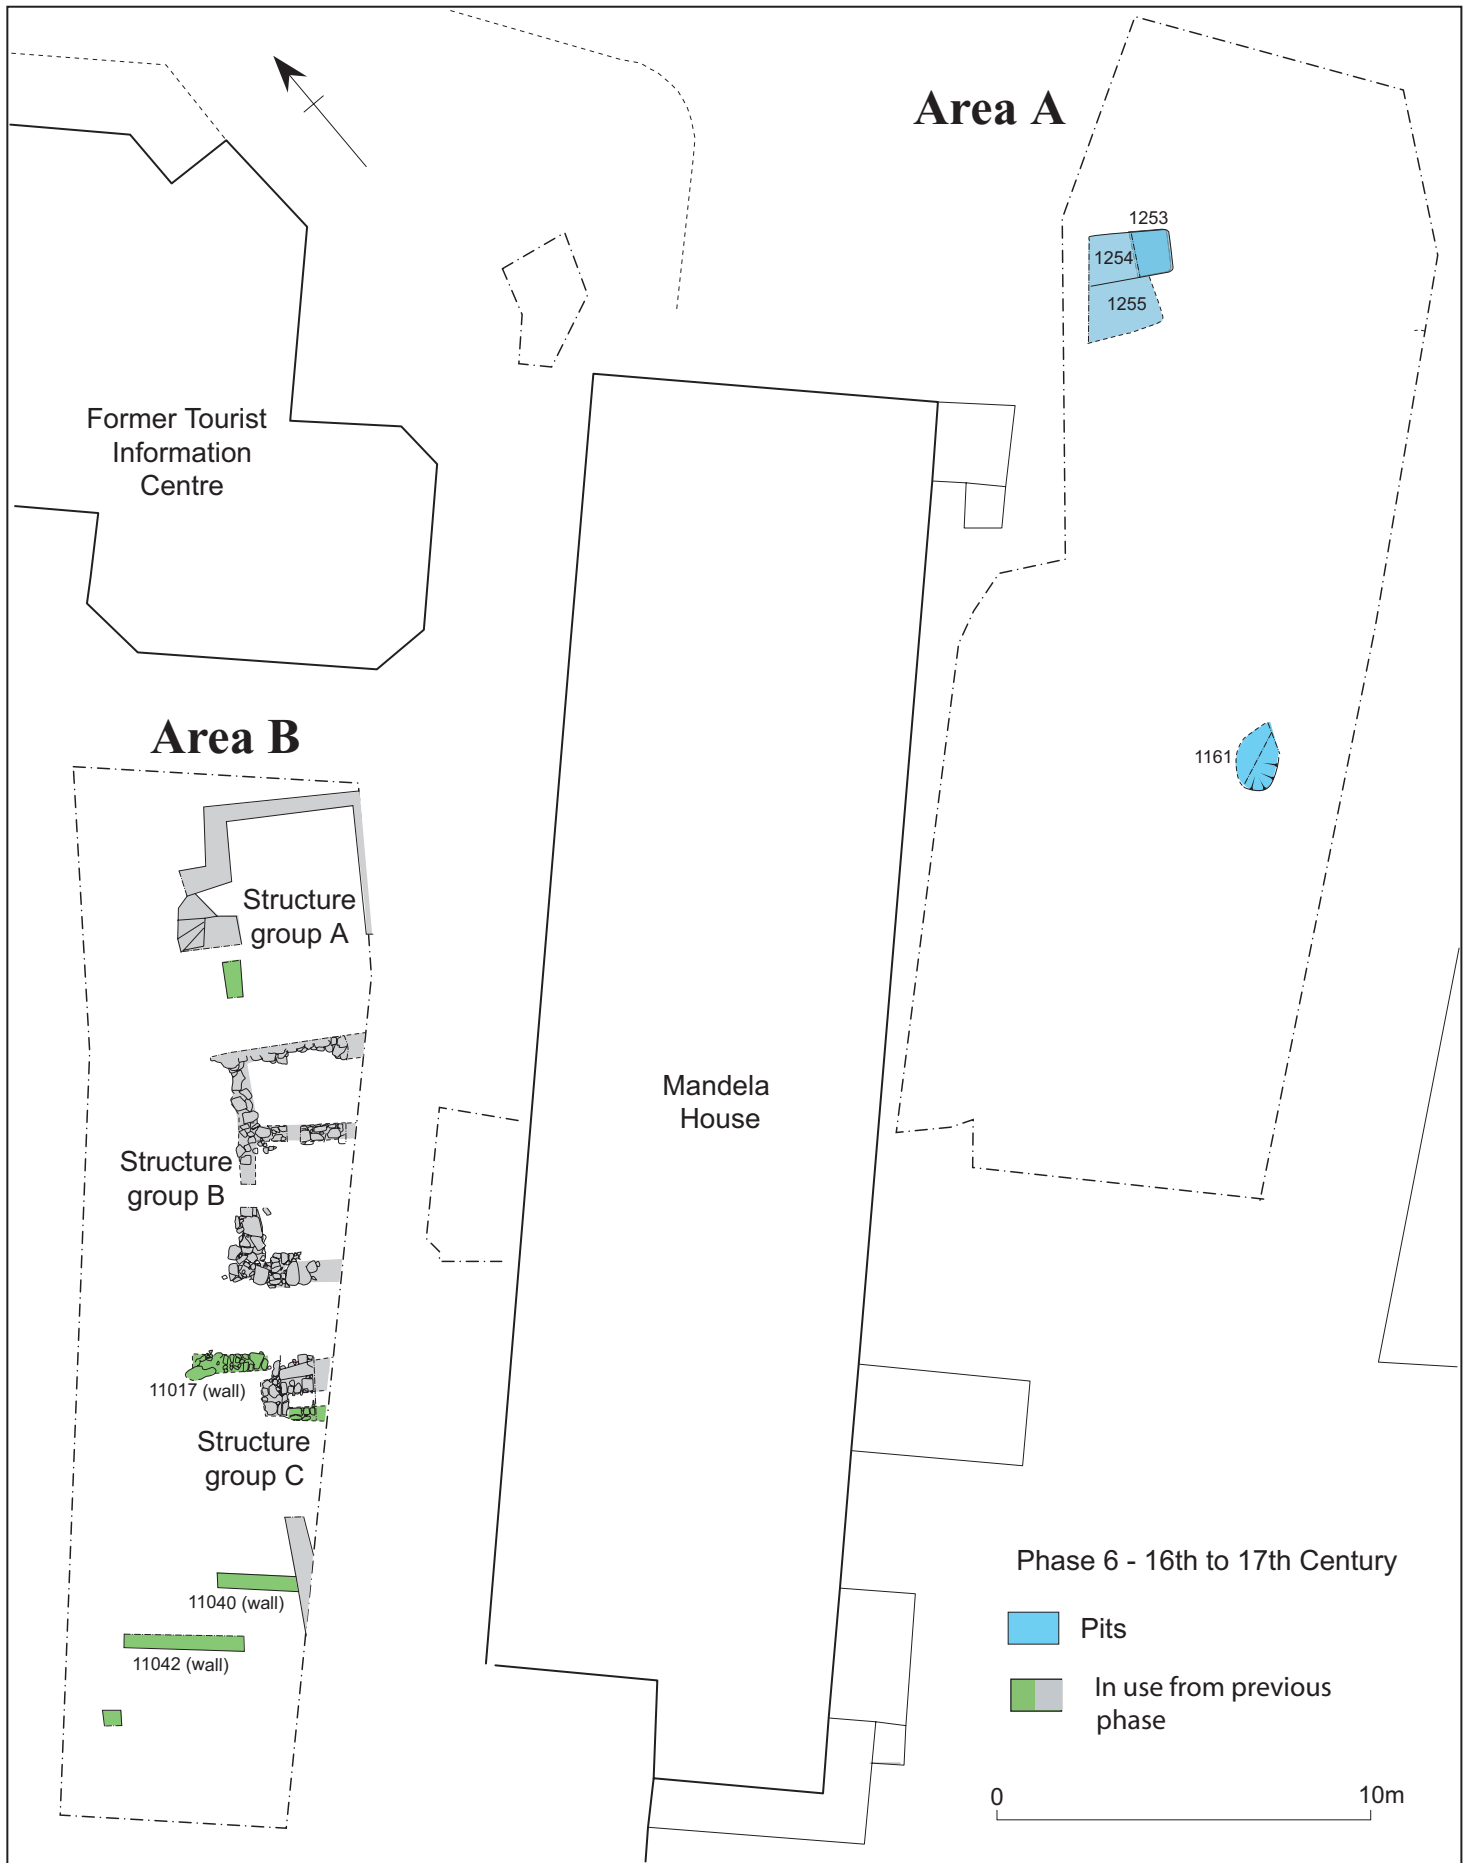 Area A
1253
1254
1255
Former Tourist
Information
Centre
1161
Area B
Structure
group A
Mandela
House
Structure
group B
11017 (wall)
Structure
group C
11040 (wall)
11042 (wall)
Phase 6 - 16th to 17th Century
Pits
In use from previous
phase
0
10m